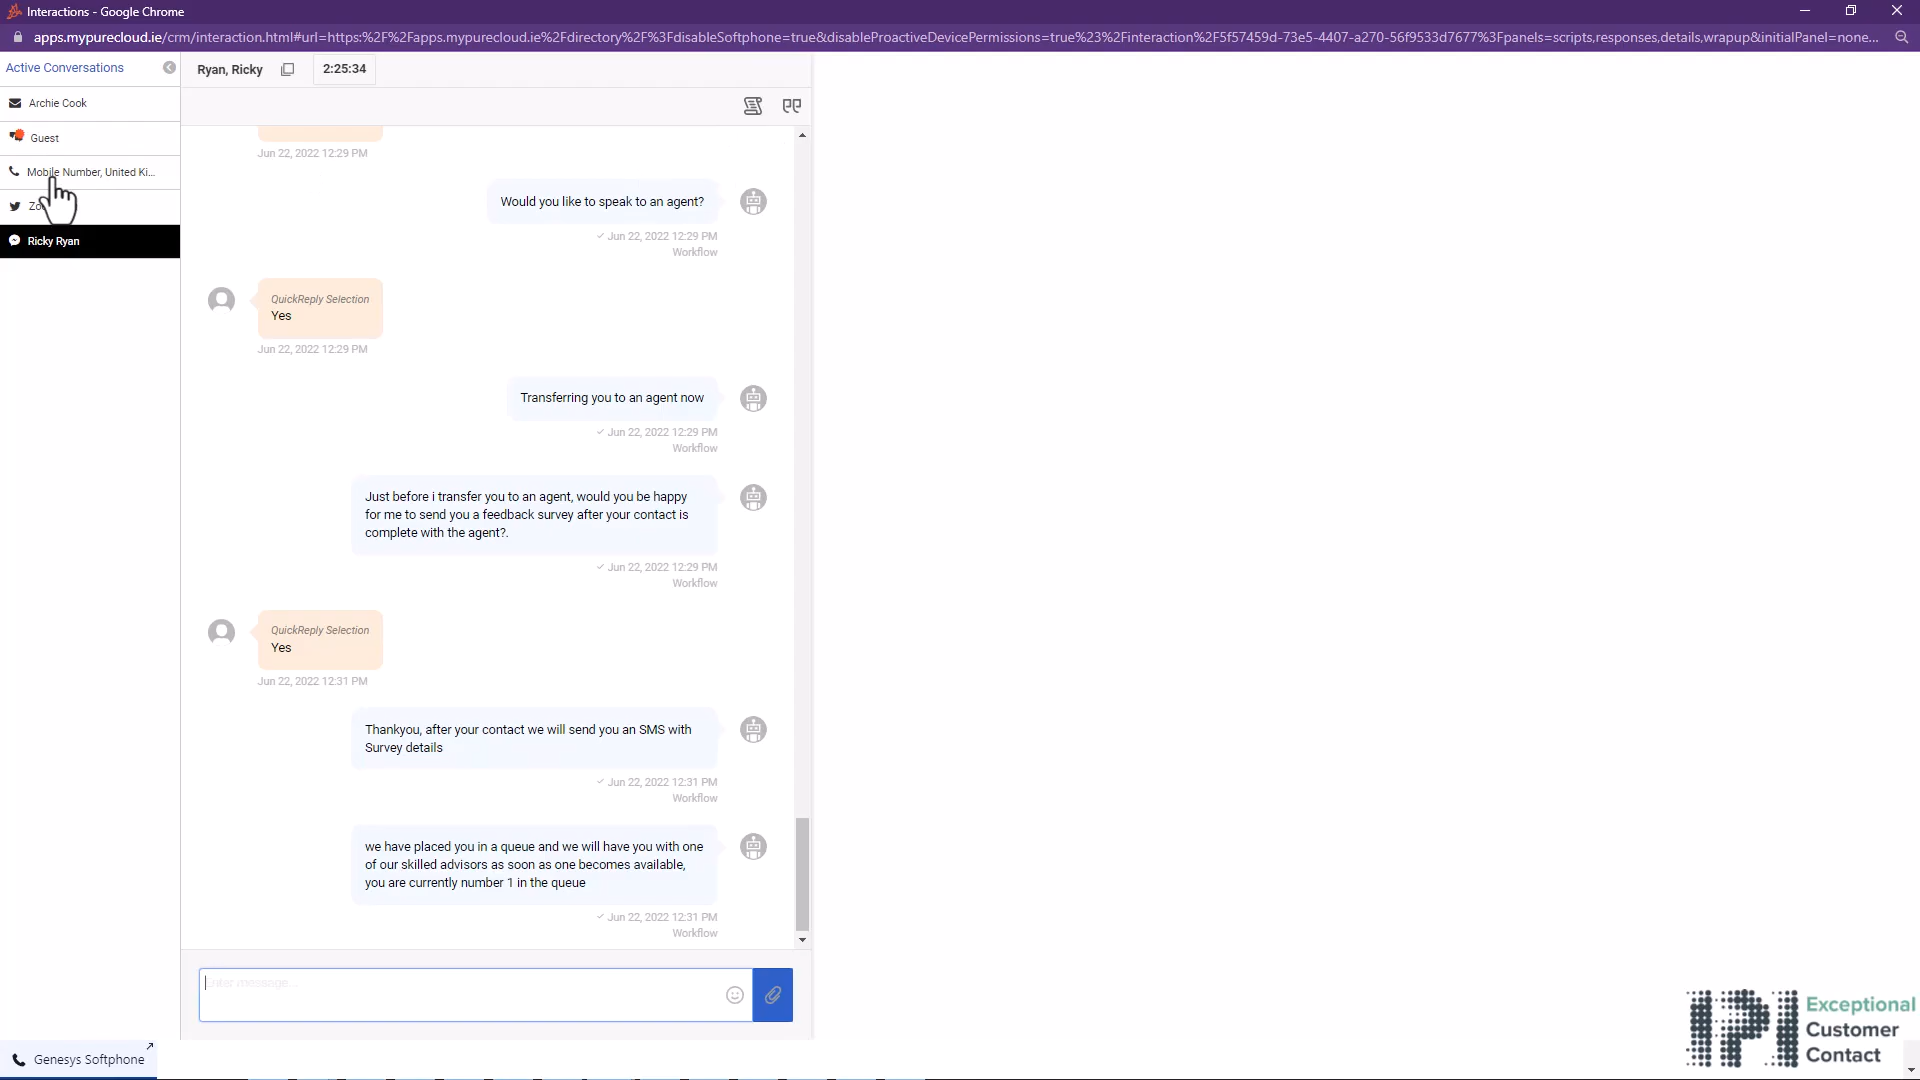 Interactions - Google Chrome
apps.mypurecloud.ie/crm/interaction.html#url=https:%2F%2Fapps.mypurecloud.ie%2Fdirectory%2F%3FdisableSoftphone=true&disableProactiveDevicePermissions=true%23%2Finteraction%2F5f57459d-73e5-4407-a270-56f9533d7677%3Fpanels=scripts,responses,details,wrapup&initialPanel=none...
Active Conversations
Ryan, Ricky
2:25:34
Archie Cook
Guest
Mobile Number, United Ki...
Ricky Ryan
Jun 22, 2022 12:29 PM
Would you like to speak to an agent?
Jun 22, 2022 12:29 PM
Workflow
QuickReply Selection
Yes
Jun 22, 2022 12:29 PM
Transferring you to an agent now
Jun 22, 2022 12:29 PM
Workflow
Just before i transfer you to an agent, would you be happy
for me to send you a feedback survey after your contact is
complete with the agent?.
Jun 22, 2022 12:29 PM
Workflow
QuickReply Selection
Yes
Jun 22, 2022 12:31 PM
Thankyou, after your contact we will send you an SMS with
Survey details
Jun 22, 2022 12:31 PM
Workflow
we have placed you in a queue and we will have you with one
of our skilled advisors as soon as one becomes available,
you are currently number 1 in the queue
Jun 22, 2022 12:31 PM
Workflow
Enter message...
Genesys Softphone
IPI
Exceptional
Customer
Contact